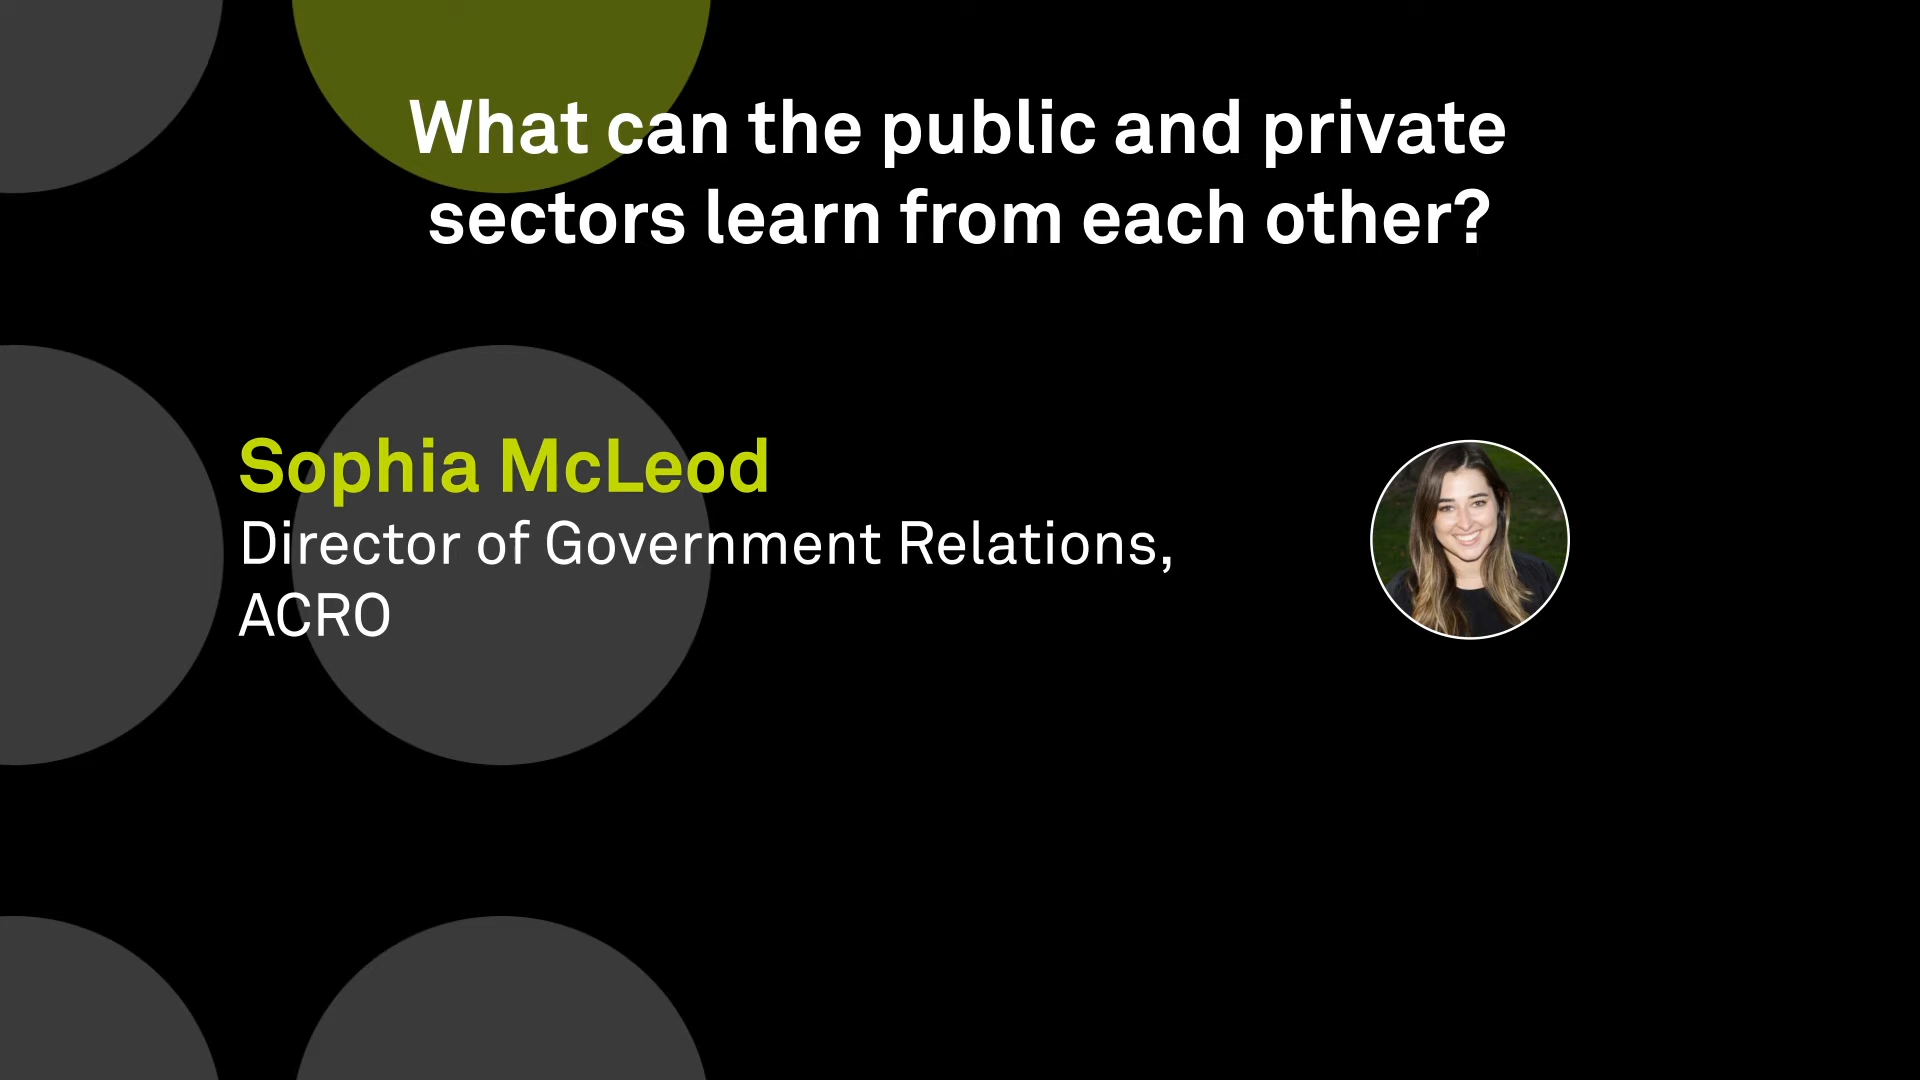 What can the public and private
sectors learn from each other?
Sophia McLeod
Director of Government Relations,
ACRO